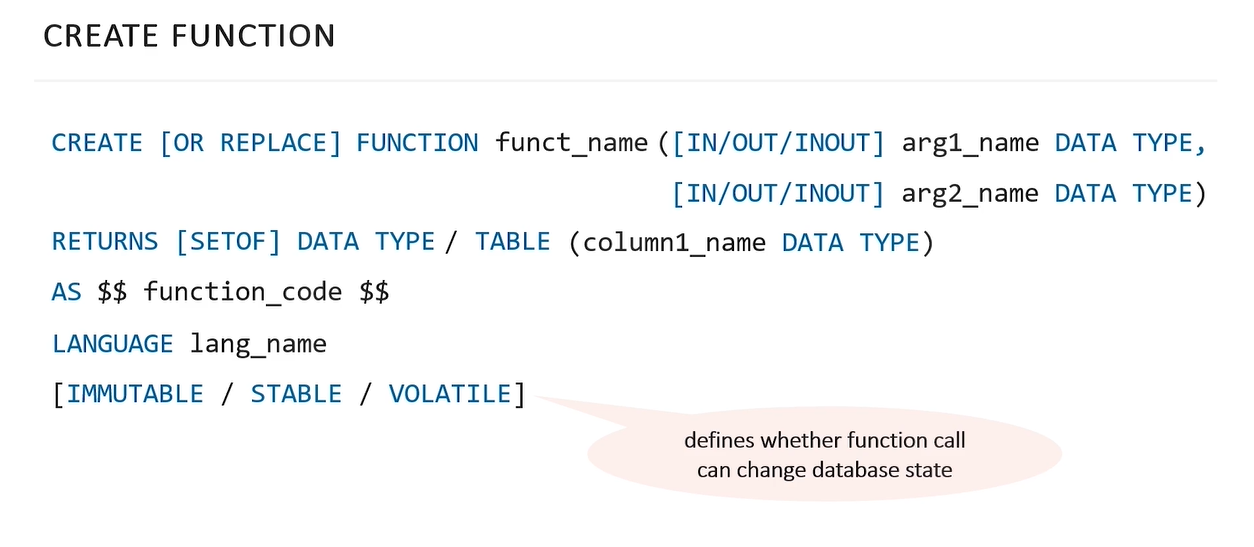 CREATE FUNCTION
CREATE [OR REPLACE] FUNCTION funct_name ([IN/OUT/INOUT] arg1_name DATA TYPE,
[IN/OUT/INOUT] arg2_name DATA TYPE)
RETURNS [SETOF] DATA TYPE / TABLE (column1_name DATA TYPE)
AS $$ function_code $$
LANGUAGE lang_name
[IMMUTABLE / STABLE / VOLATILE]
defines whether function call
can change database state